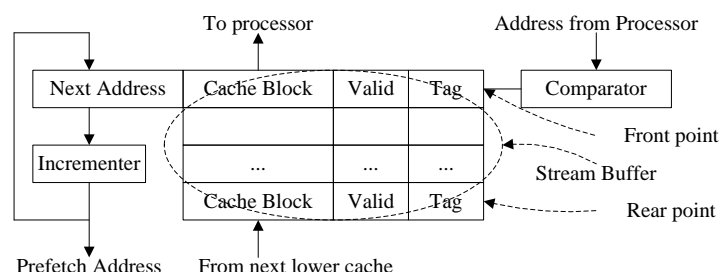 To processor Address from Processor
Next Address Cache Block Valid Tag Comparator
Front point
Incrementer ... ... ...
Stream Buffer
Cache Block Valid Tag Rear point
Prefetch Address From next lower cache